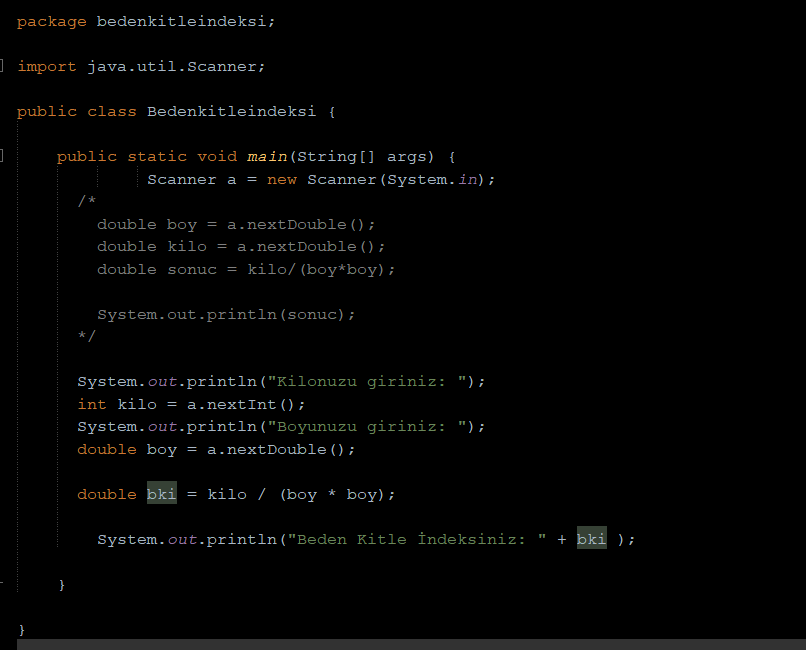 package bedenkitleindeksi;
import java.util.Scanner;
public class Bedenkitleindeksi {
public static void main(String[] args) {
Scanner a = new Scanner(System.in);
/*
double boy = a.nextDouble();
double kilo = a.nextDouble();
double sonuc = kilo/(boy*boy);
System.out.println(sonuc);
*/
System.out.println("Kilonuzu giriniz: ");
int kilo = a.nextInt();
System.out.println("Boyunuzu giriniz: ");
double boy = a.nextDouble();
double bki = kilo / (boy * boy);
System.out.println("Beden Kitle İndeksiniz: " + bki );
}
}